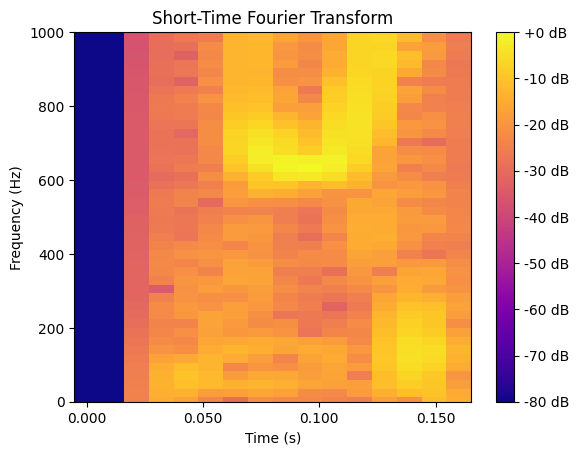 Short-Time Fourier Transform
1000
800
600
400
200
0
Frequency (Hz)
0.000
0.050
0.100
0.150
Time (s)
+0 dB
-10 dB
-20 dB
-30 dB
-40 dB
-50 dB
-60 dB
-70 dB
-80 dB